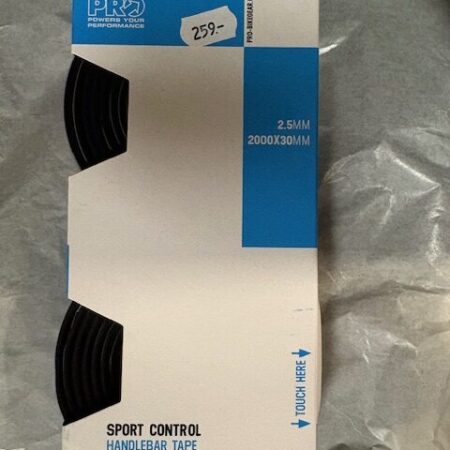 PRO
POWERS YOUR
PERFORMANCE
259.-
PRO-BIKEGEAR
2.5MM
2000X30MM
TOUCH HERE
SPORT CONTROL
HANDLEBAR TAPE